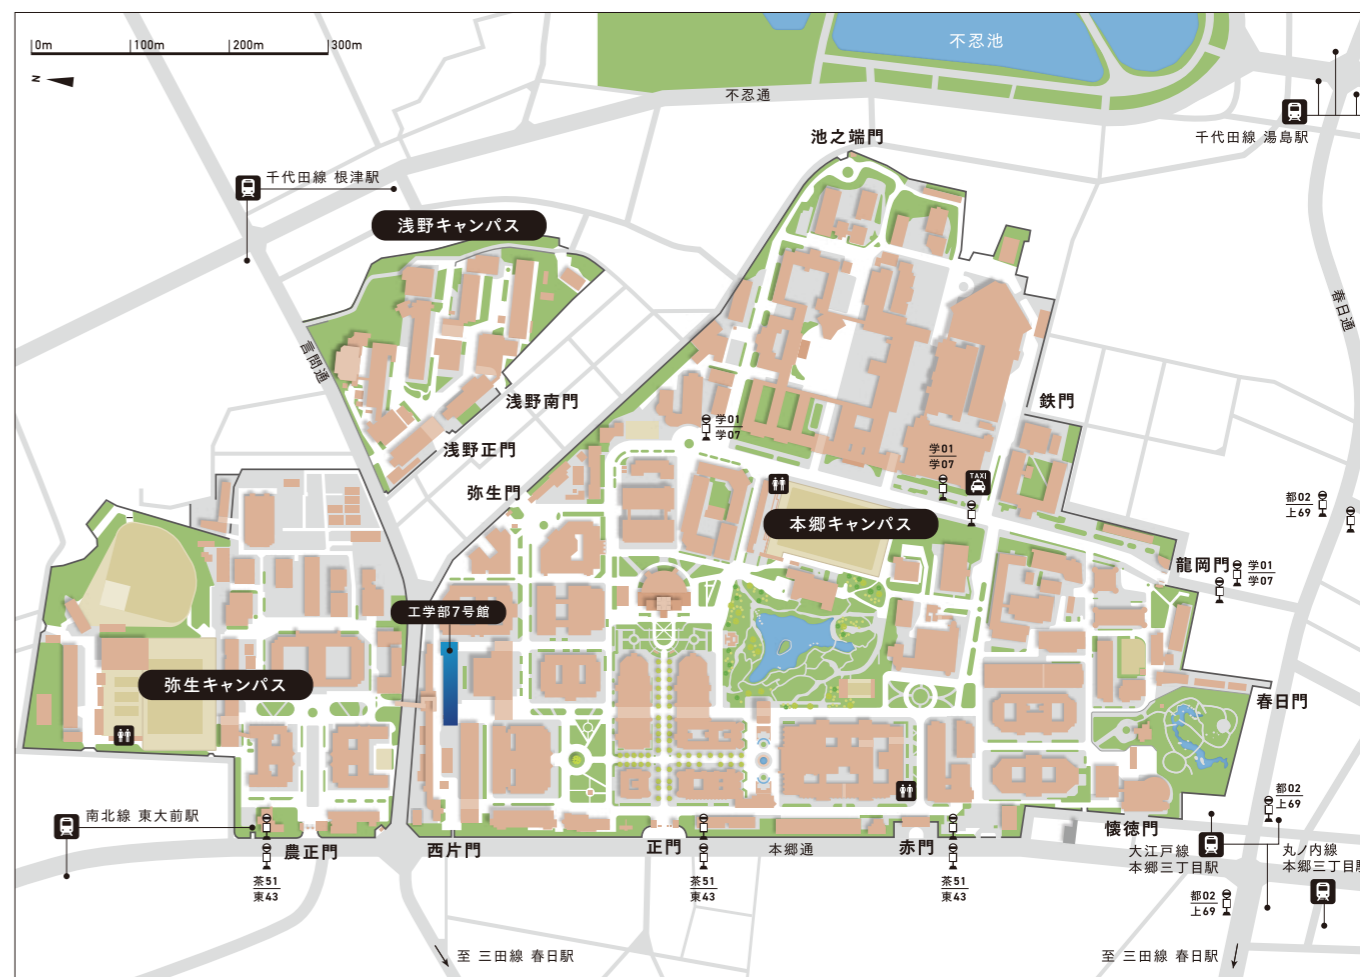 0m 100m 200m 300m
N
不忍池
不忍通
千代田線 湯島駅
池之端門
千代田線 根津駅
浅野キャンパス
春日通
言問通
浅野南門
鉄門
学01
学07
浅野正門
学01
学07
TAXI
弥生門
本郷キャンパス
都02
上69
龍岡門
学01
学07
工学部7号館
弥生キャンパス
春日門
南北線 東大前駅
都02
上69
農正門
西片門
正門
本郷通
赤門
懐徳門
大江戸線
本郷三丁目駅
丸ノ内線
本郷三丁目駅
茶51
東43
茶51
東43
茶51
東43
都02
上69
至 三田線 春日駅
至 三田線 春日駅